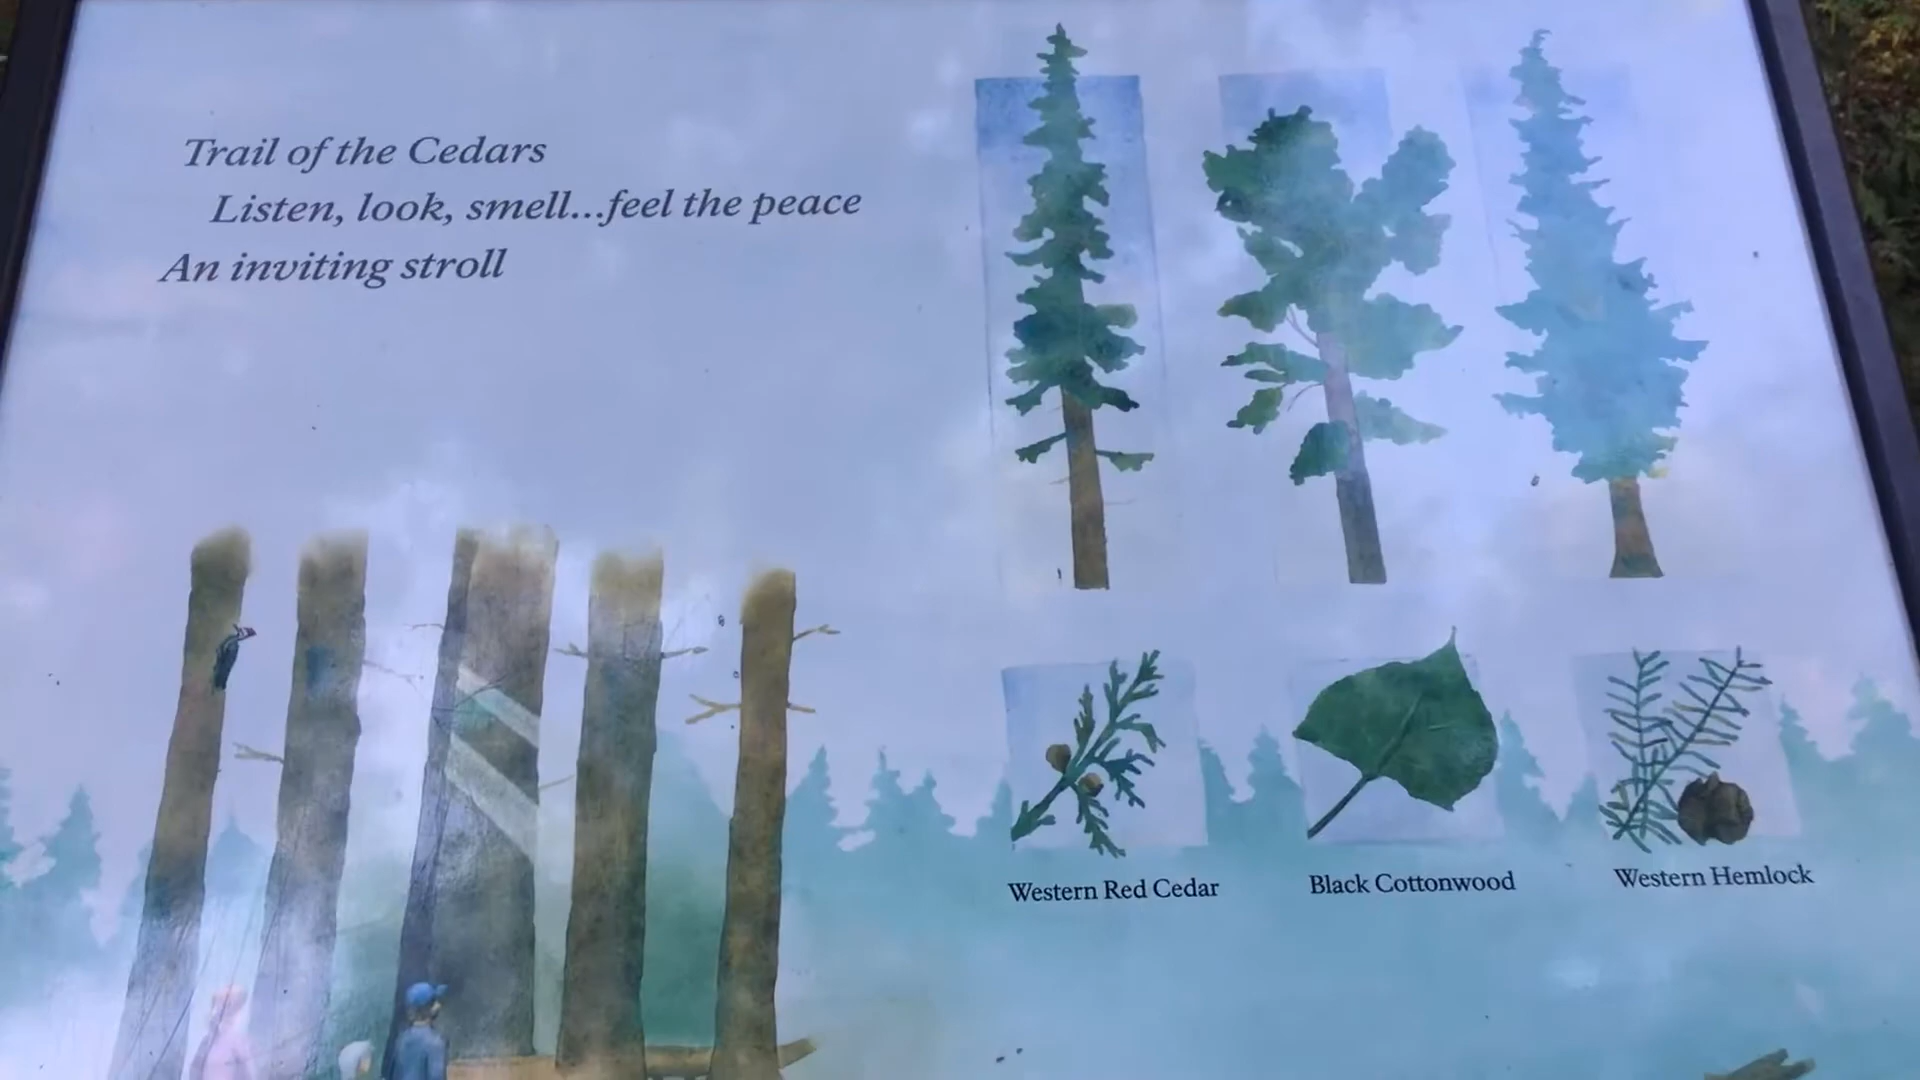 Trail of the Cedars
Listen, look, smell...feel the peace
An inviting stroll
Western Red Cedar
Black Cottonwood
Western Hemlock